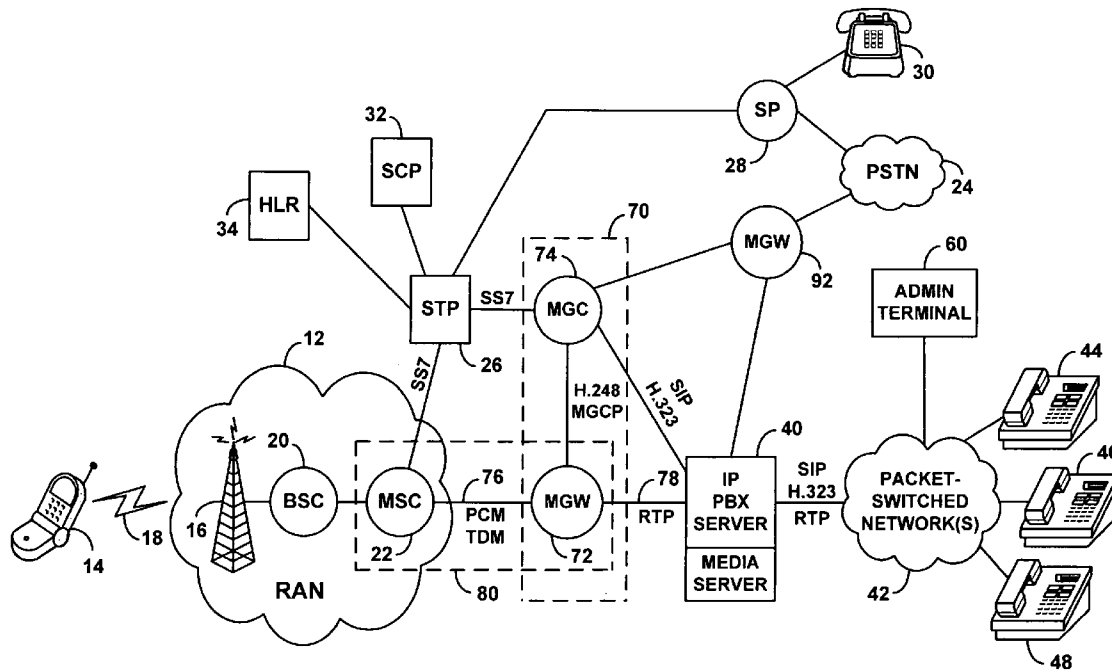 30
SP
28
PSTN
24
32
SCP
HLR
34
70
74
MGW
92
60
ADMIN
TERMINAL
STP
SS7
MGC
26
12
SS7
H.248
MGCP
SIP
H.323
44
20
40
46
BSC
MSC
76
PCM
TDM
MGW
78
RTP
IP
PBX
SERVER
MEDIA
SERVER
SIP
H.323
RTP
PACKET-
SWITCHED
NETWORK(S)
16
22
72
14
18
RAN
80
42
48